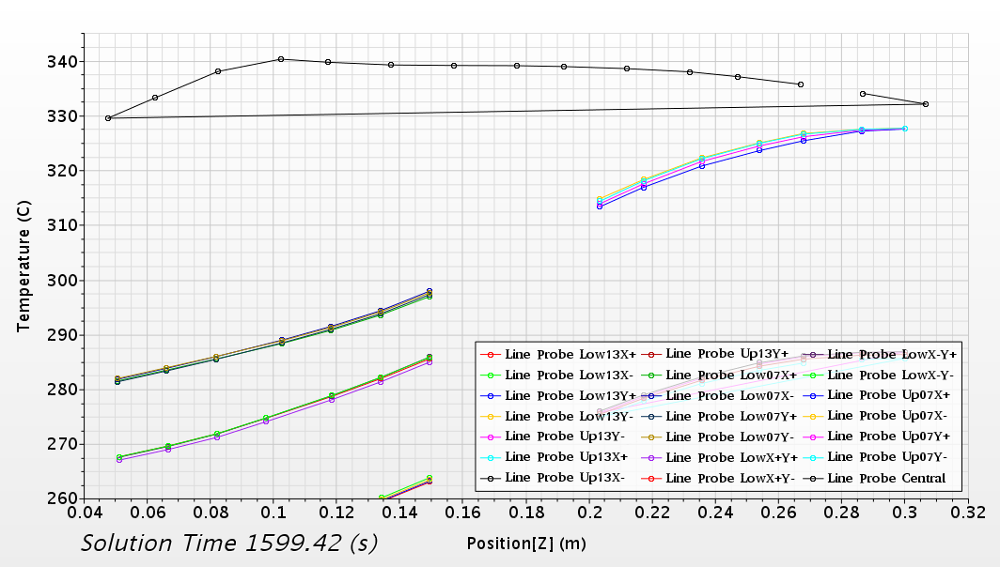 340
330
320
310
300
290
280
270
260
Temperature (C)
0.04 0.06 0.08 0.1 0.12 0.14 0.16 0.18 0.2 0.22 0.24 0.26 0.28 0.3 0.32
Position[Z] (m)
Solution Time 1599.42 (s)
Line Probe Low13X+ Line Probe Up13Y+ Line Probe LowX-Y+
Line Probe Low13X- Line Probe Low07X+ Line Probe LowX-Y-
Line Probe Low13Y+ Line Probe Low07X- Line Probe Up07X+
Line Probe Low13Y- Line Probe Low07Y+ Line Probe Up07X-
Line Probe Up13Y- Line Probe Low07Y- Line Probe Up07Y+
Line Probe Up13X+ Line Probe LowX+Y+ Line Probe Up07Y-
Line Probe Up13X- Line Probe LowX+Y- Line Probe Central